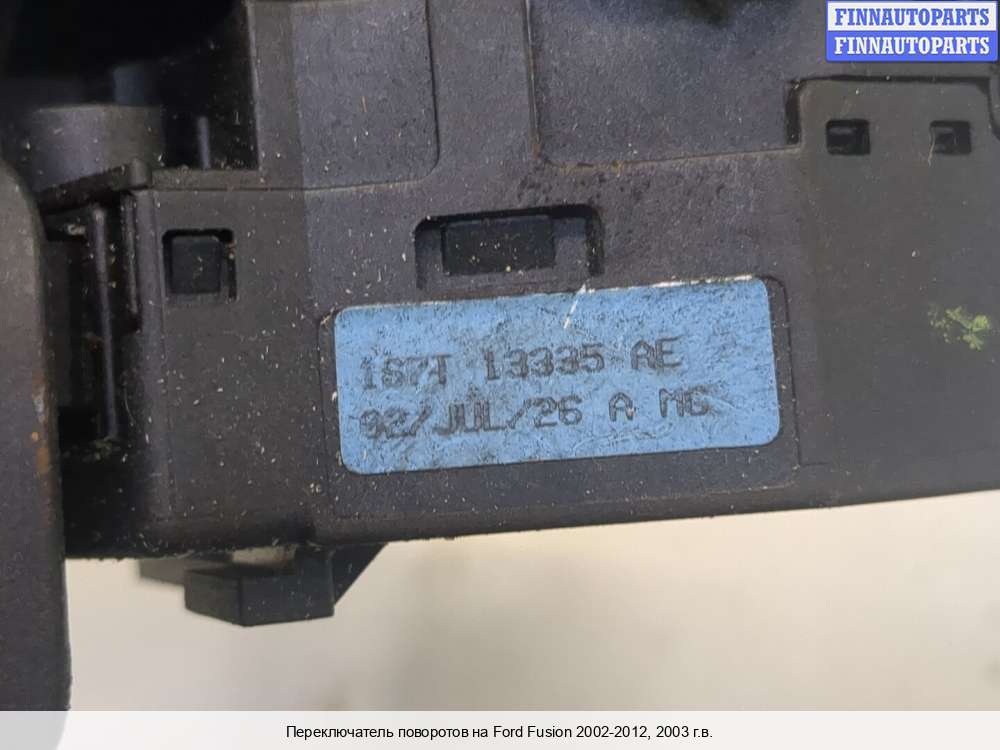 FINNAUTOPARTS
FINNAUTOPARTS
1S7T 13335 AE
02/JUL/26 A MG
Переключатель поворотов на Ford Fusion 2002-2012, 2003 г.в.